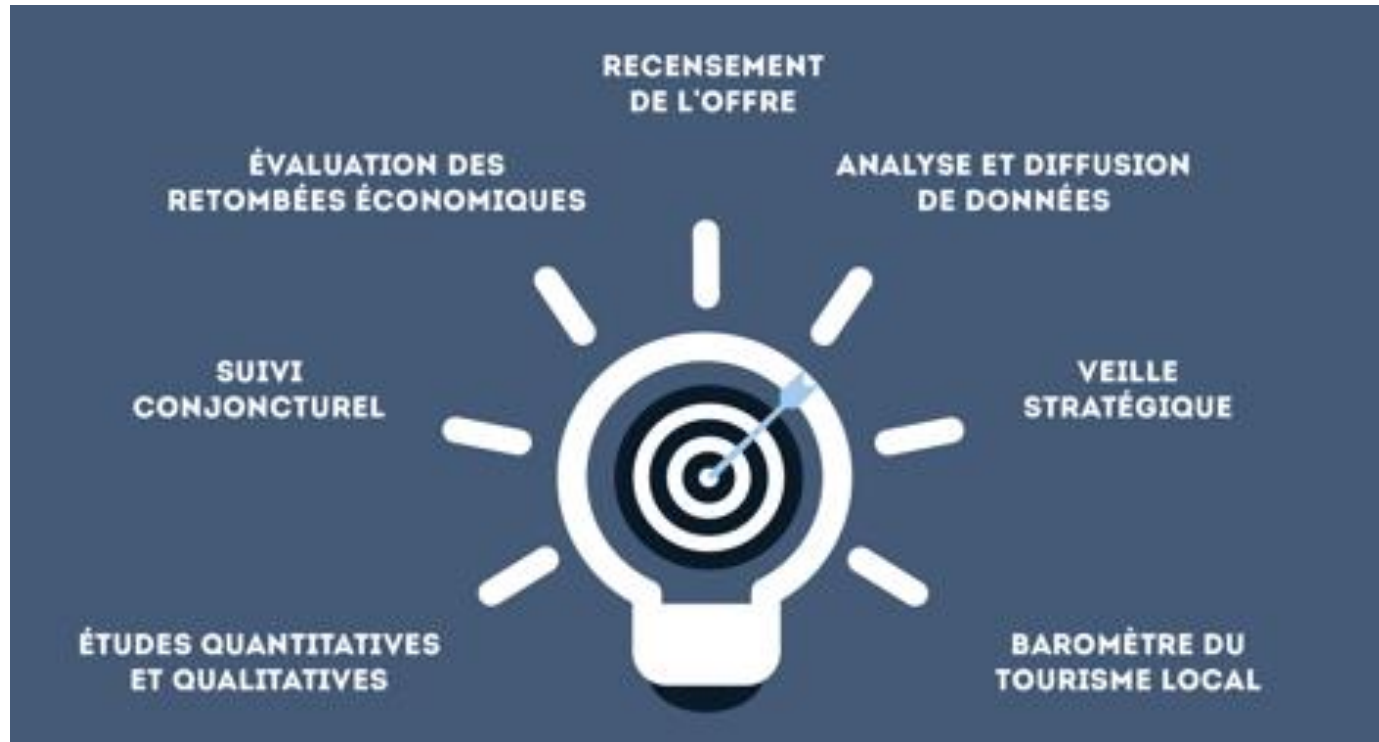 RECENSEMENT
DE L'OFFRE
ÉVALUATION DES
RETOMBÉES ÉCONOMIQUES
ANALYSE ET DIFFUSION
DE DONNÉES
SUIVI
CONJONCTUREL
VEILLE
STRATÉGIQUE
ÉTUDES QUANTITATIVES
ET QUALITATIVES
BAROMÈTRE DU
TOURISME LOCAL